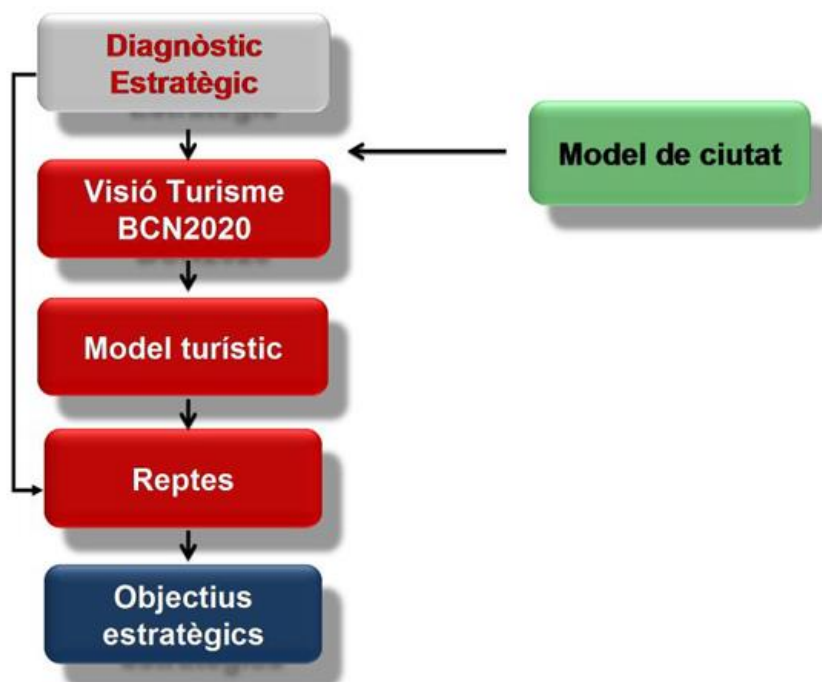 Diagnòstic
Estratègic
Model de ciutat
Visió Turisme
BCN2020
Model turístic
Reptes
Objectius
estratègics